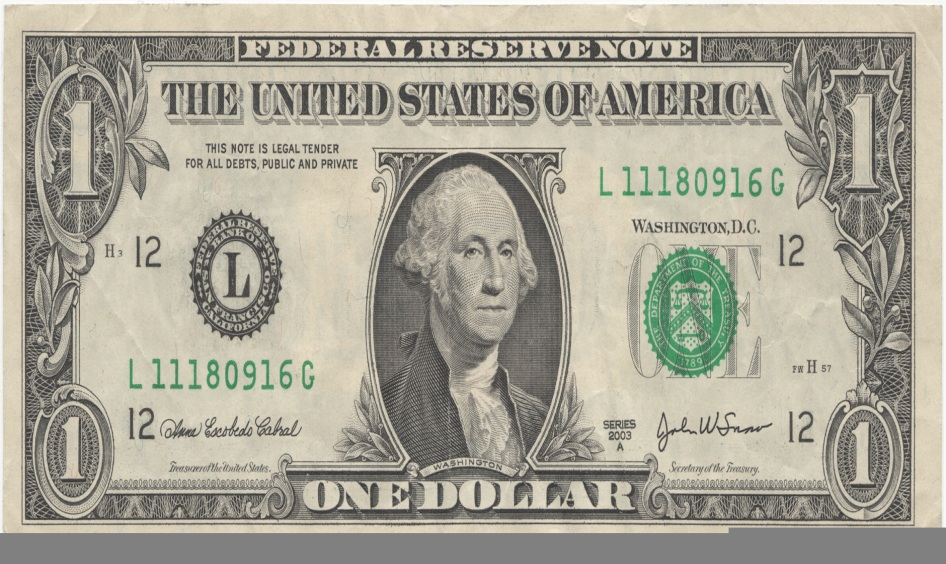 FEDERAL RESERVE NOTE
THE UNITED STATES OF AMERICA
1
1
THIS NOTE IS LEGAL TENDER
FOR ALL DEBTS, PUBLIC AND PRIVATE
L 11180916 G
WASHINGTON, D.C.
H 3
12
12
L
FEDERAL RESERVE BANK OF SAN FRANCISCO CALIFORNIA
ONE
THE DEPARTMENT OF THE TREASURY
1789
FW H 57
L 11180916 G
12
Anna Escobedo Cabral
Treasurer of the United States.
SERIES
2003
A
John W Snow
12
Secretary of the Treasury.
WASHINGTON
1
ONE DOLLAR
1